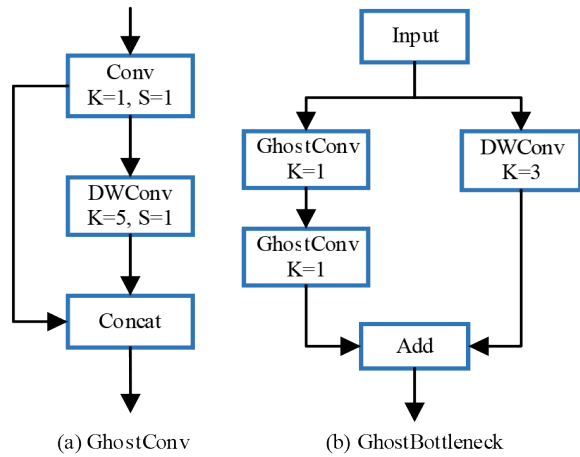 Conv
K=1, S=1
DWConv
K=5, S=1
Concat
(a) GhostConv
Input
GhostConv
K=1
DWConv
K=3
GhostConv
K=1
Add
(b) GhostBottleneck